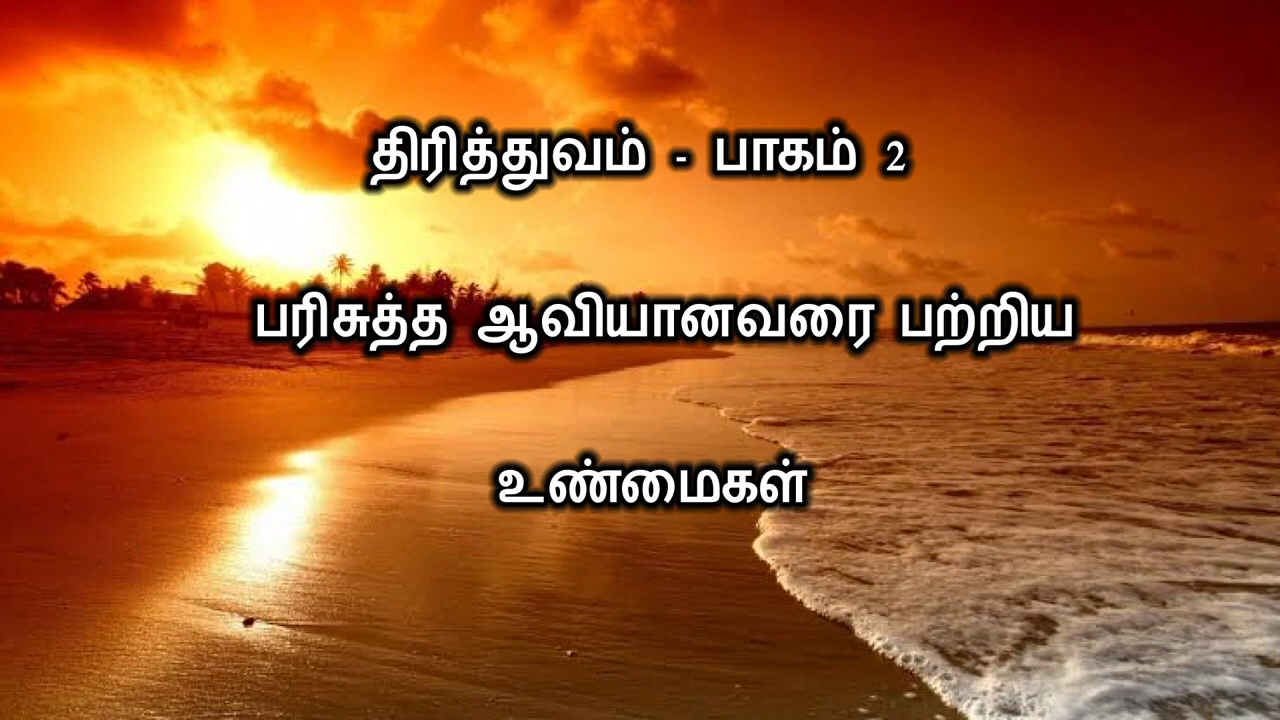 திரித்துவம் - பாகம் 2
பரிசுத்த ஆவியானவரை பற்றிய
உண்மைகள்